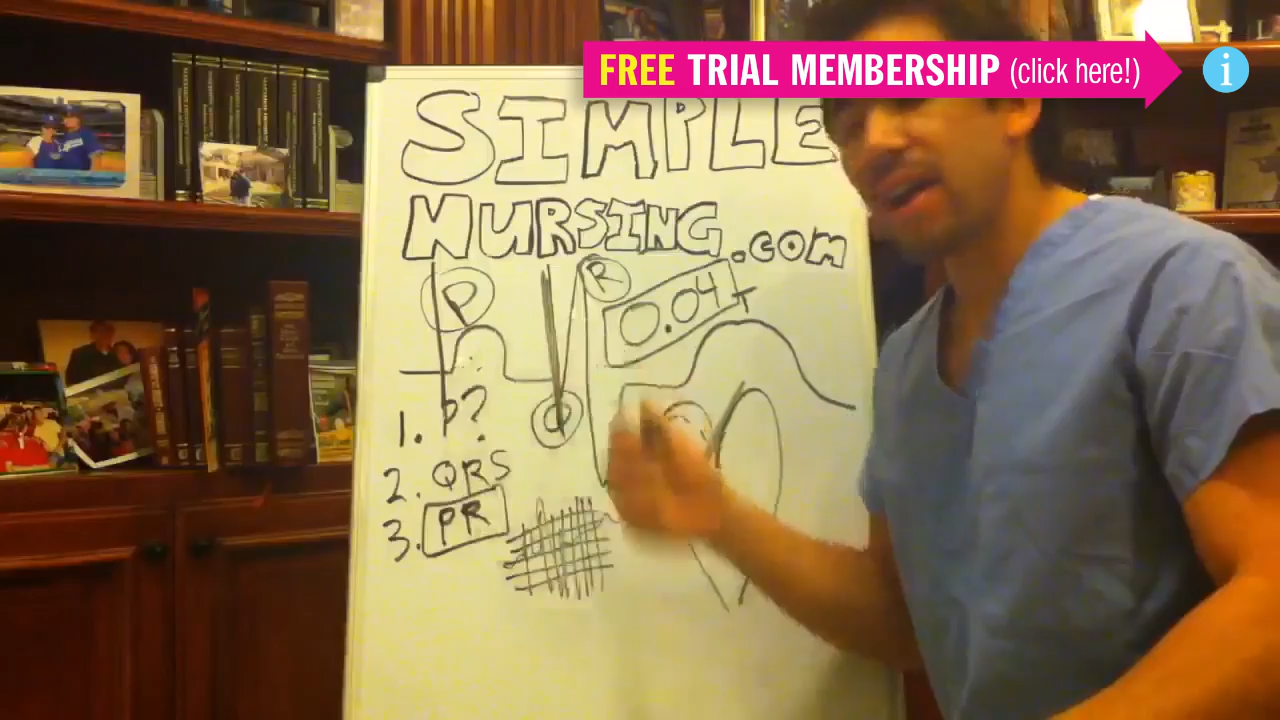 FREE TRIAL MEMBERSHIP (click here!)
i
SIMPLE
NURSING.COM
P
R
0.04
Q
1. P?
2. QRS
3. PR